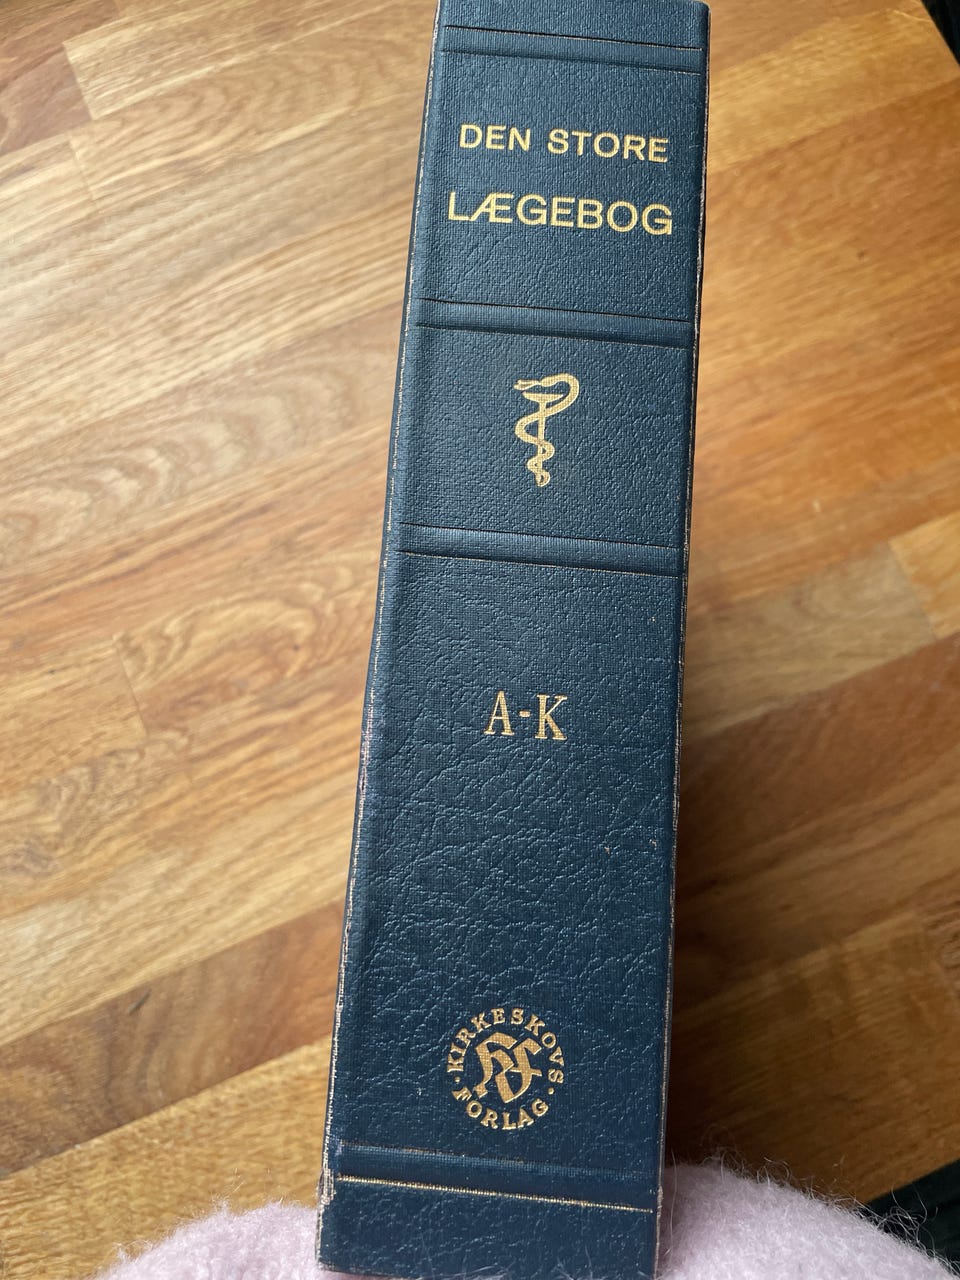 DEN STORE
LÆGEBOG
A-K
KIRKESKOVS
FORLAG